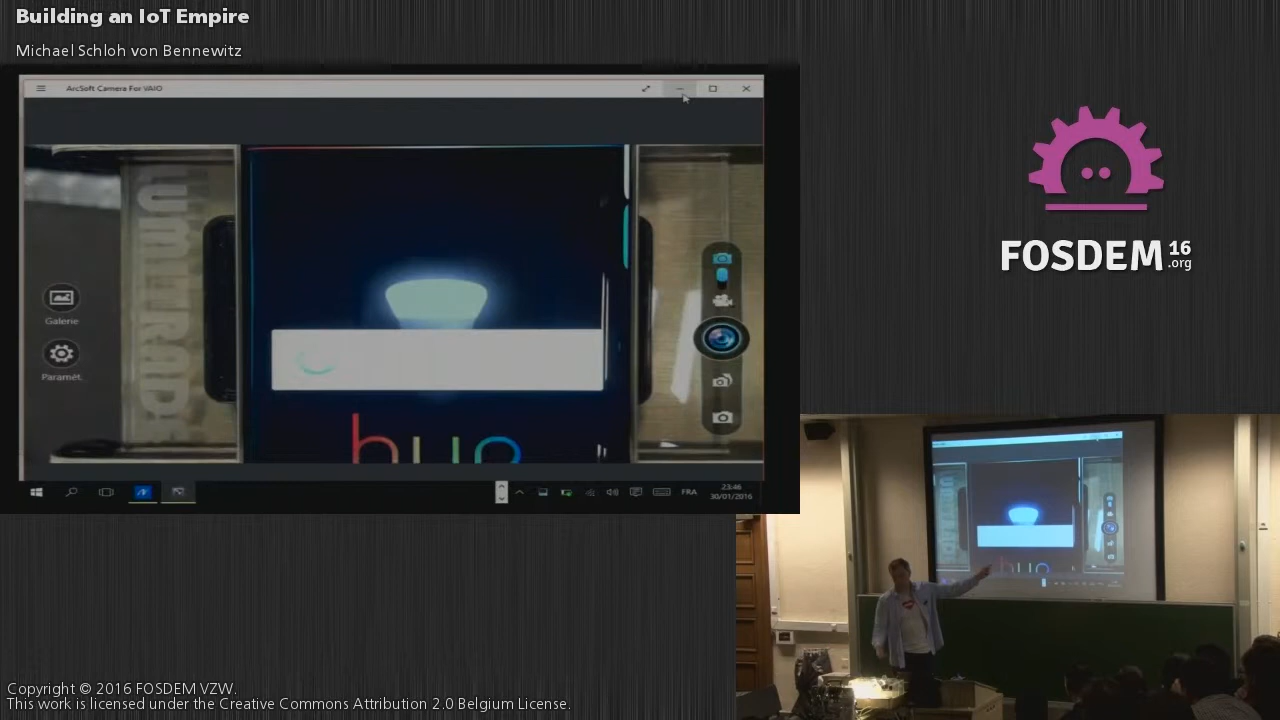 Building an IoT Empire
Michael Schloh von Bennewitz
ArcSoft Camera For VAIO
Galerie
Paramét.
hue
FRA
23:46
30/01/2016
FOSDEM 16
.org
hue
Copyright © 2016 FOSDEM VZW.
This work is licensed under the Creative Commons Attribution 2.0 Belgium License.